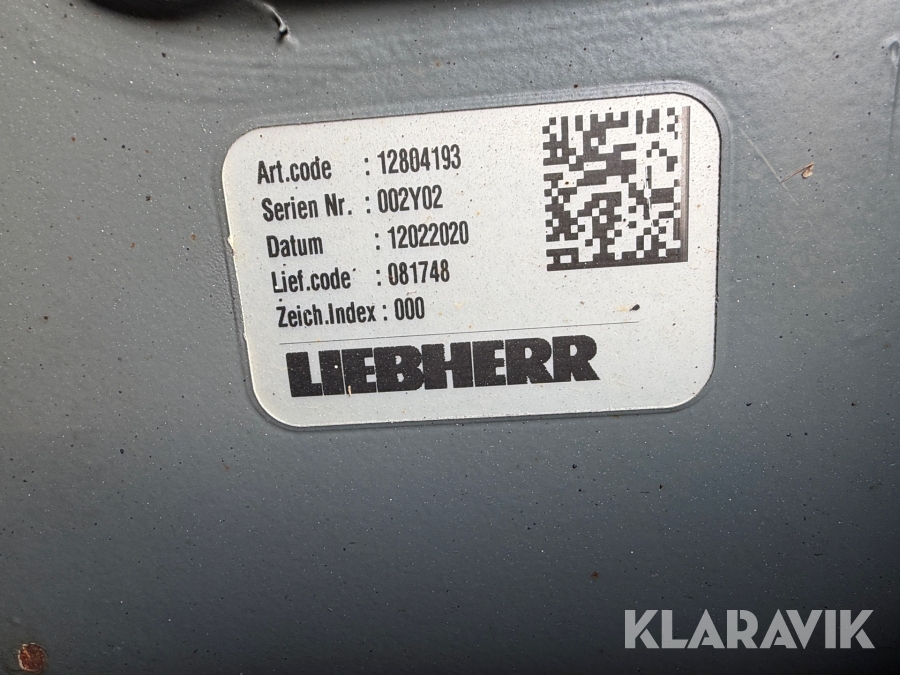 Art.code : 12804193
Serien Nr. : 002Y02
Datum : 12022020
Lief.code : 081748
Zeich.Index : 000
LIEBHERR
KLARAVIK